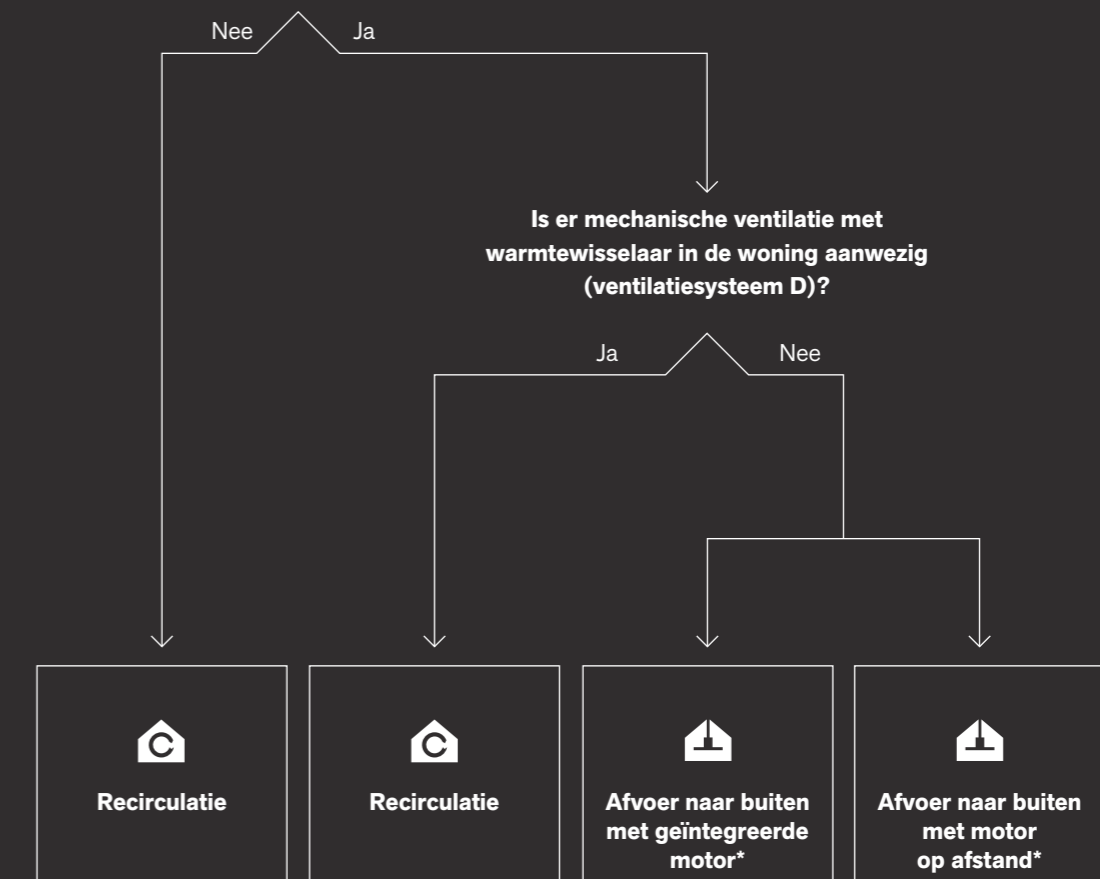 Nee
Ja
Is er mechanische ventilatie met
warmtewisselaar in de woning aanwezig
(ventilatiesysteem D)?
Ja
Nee
Recirculatie
Recirculatie
Afvoer naar buiten
met geïntegreerde
motor*
Afvoer naar buiten
met motor
op afstand*